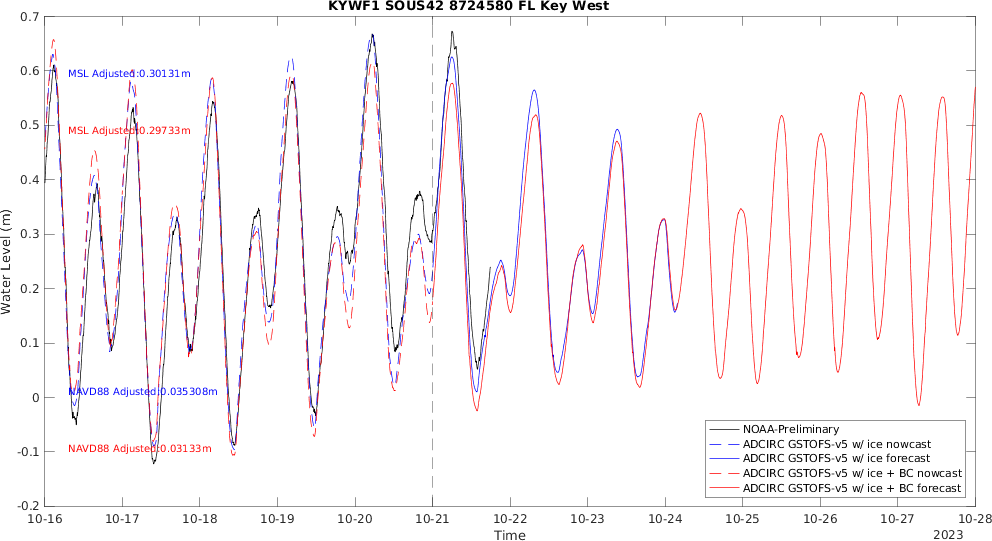 KYWF1 SOUS42 8724580 FL Key West
0.7
0.6
0.5
0.4
0.3
0.2
0.1
0
-0.1
-0.2
Water Level (m)
MSL Adjusted:0.30131m
MSL Adjusted:0.29733m
NAVD88 Adjusted:0.035308m
NAVD88 Adjusted:0.03133m
NOAA-Preliminary
ADCIRC GSTOFS-v5 w/ ice nowcast
ADCIRC GSTOFS-v5 w/ ice forecast
ADCIRC GSTOFS-v5 w/ ice + BC nowcast
ADCIRC GSTOFS-v5 w/ ice + BC forecast
10-16 10-17 10-18 10-19 10-20 10-21 10-22 10-23 10-24 10-25 10-26 10-27 10-28
Time
2023